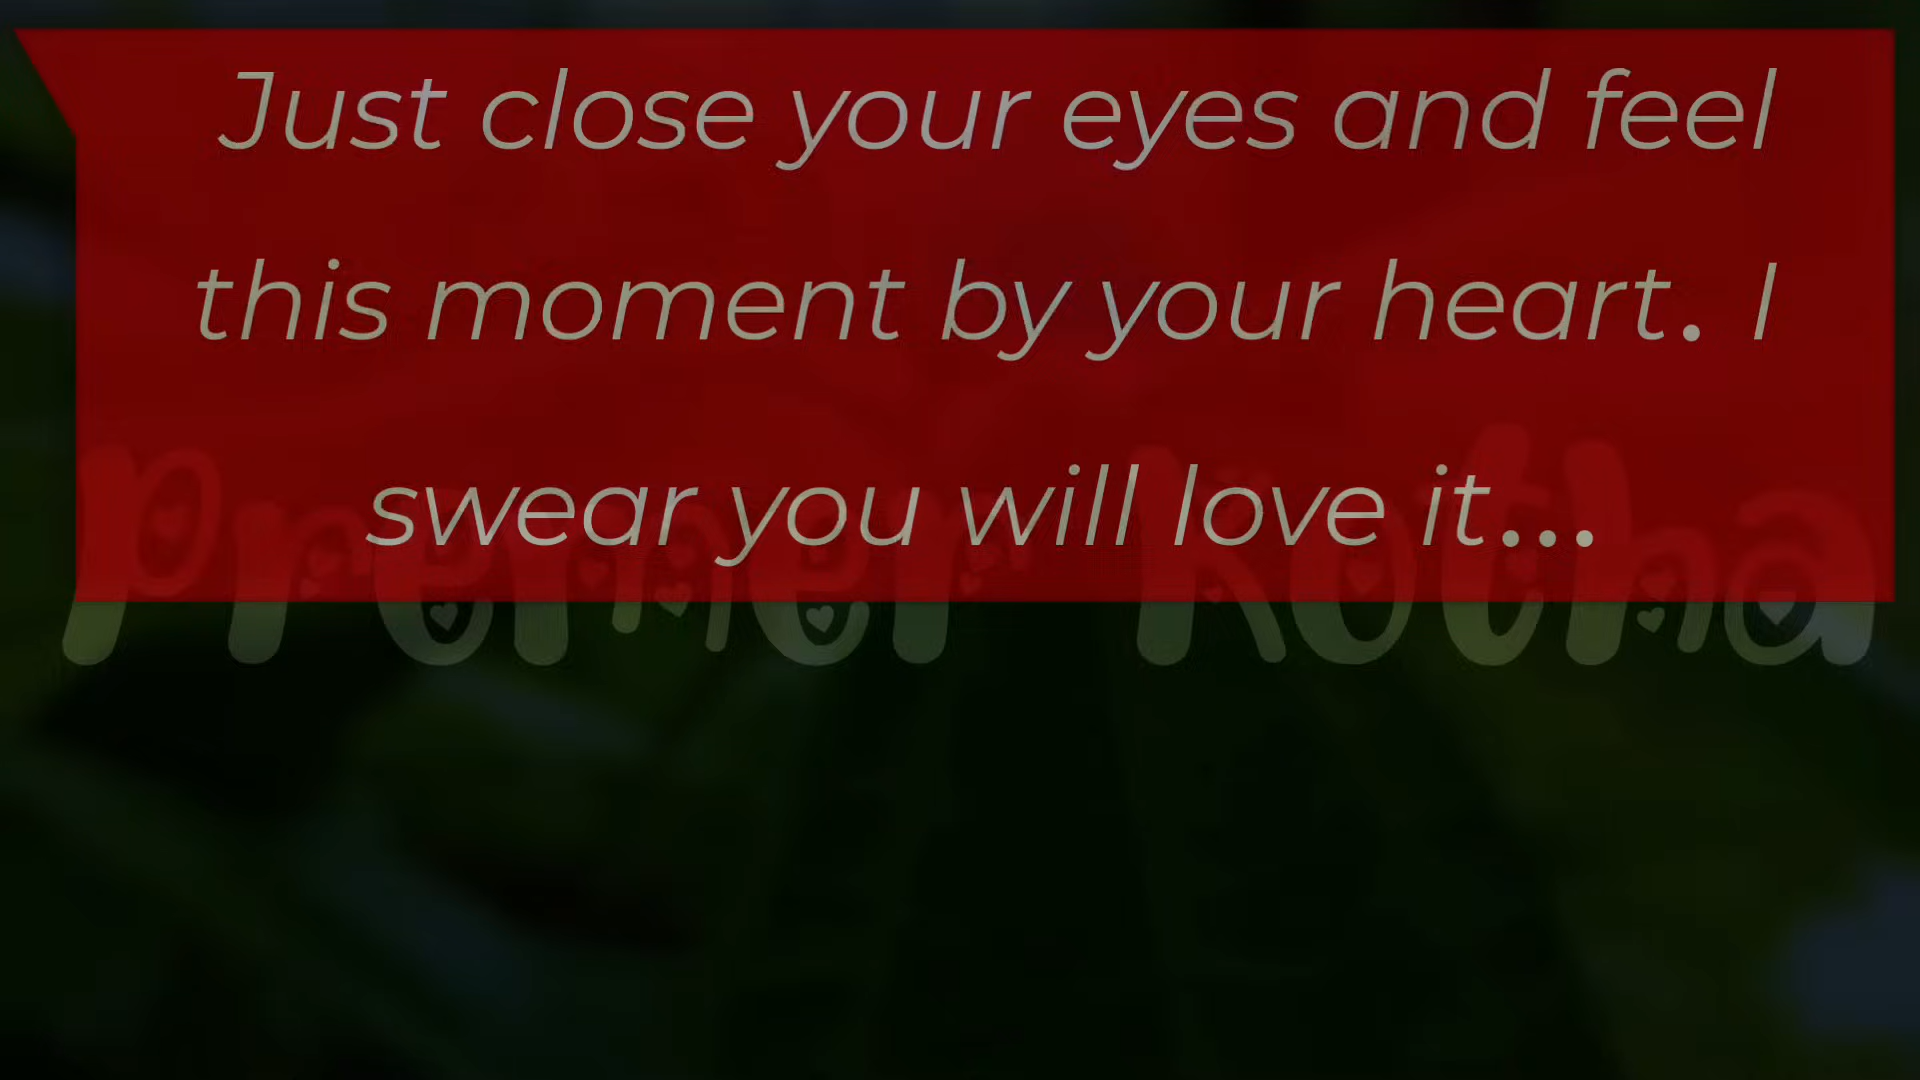 Just close your eyes and feel
this moment by your heart. I
swear you will love it...
Premer Kotha